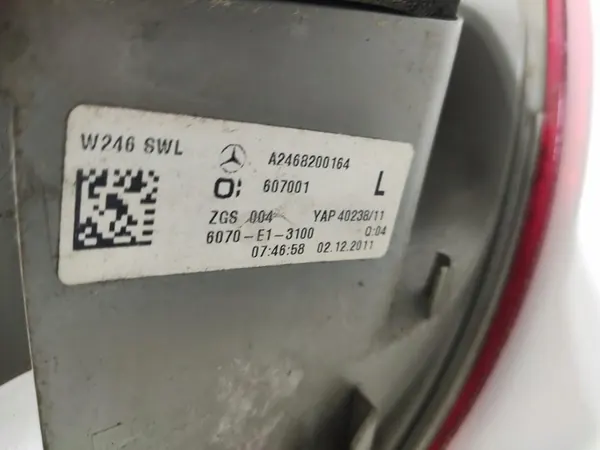 W246 SWL A2468200164
607001 L
ZGS 004 YAP 40238/11
6070-E1-3100 Q:04
07:46:58 02.12.2011